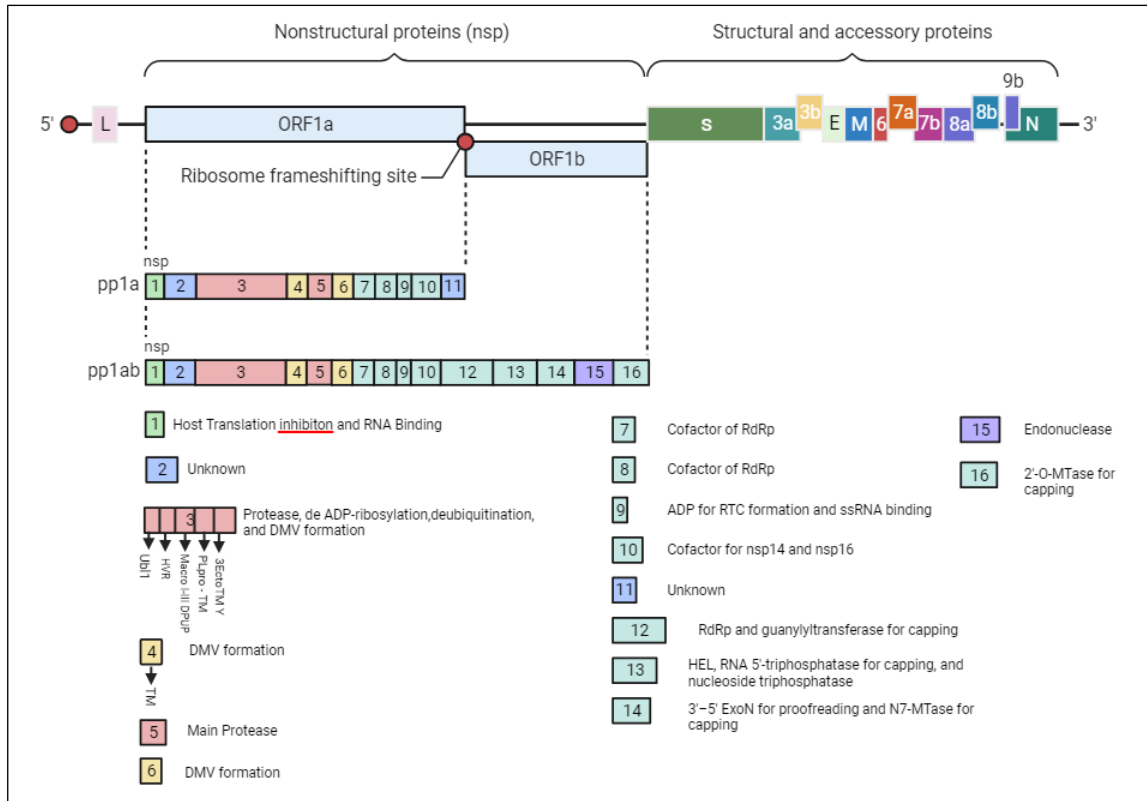 Nonstructural proteins (nsp)
Structural and accessory proteins
9b
5'
L
ORF1a
S
3a
3b
E
M
6
7a
7b
8a
8b
N
3'
ORF1b
Ribosome frameshifting site
nsp
pp1a
1 2 3 4 5 6 7 8 9 10 11
nsp
pp1ab
1 2 3 4 5 6 7 8 9 10 12 13 14 15 16
1 Host Translation inhibiton and RNA Binding
2 Unknown
3 Protease, de ADP-ribosylation,deubiquitination,
and DMV formation
Ubl1
HVR
Macro I-III DPUP
PLpro - TM
3EctoTM Y
4 DMV formation
TM
5 Main Protease
6 DMV formation
7 Cofactor of RdRp
8 Cofactor of RdRp
9 ADP for RTC formation and ssRNA binding
10 Cofactor for nsp14 and nsp16
11 Unknown
12 RdRp and guanylyltransferase for capping
13 HEL, RNA 5'-triphosphatase for capping, and
nucleoside triphosphatase
14 3'–5' ExoN for proofreading and N7-MTase for
capping
15 Endonuclease
16 2'-O-MTase for
capping